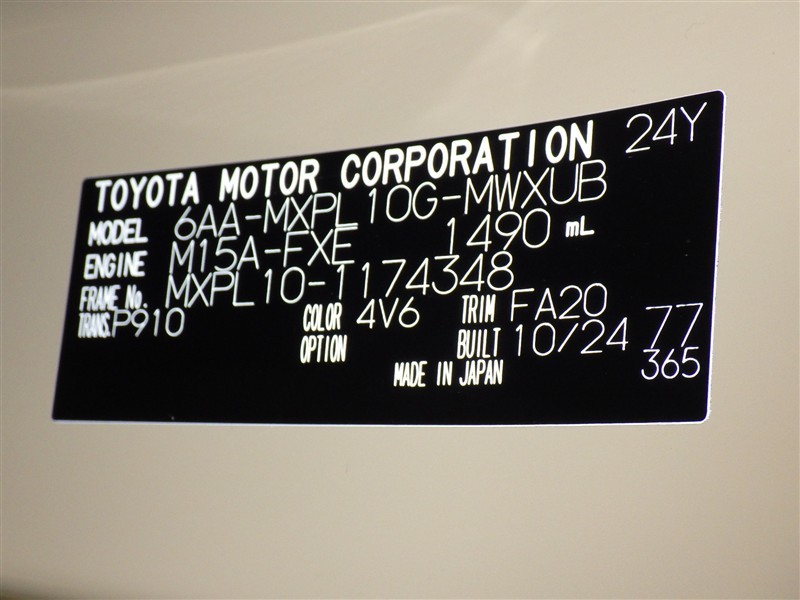 TOYOTA MOTOR CORPORATION 24Y
MODEL 6AA-MXPL10G-MWXUB
ENGINE M15A-FXE 1490 mL
FRAME No. MXPL10-1174348
TRANS. P910 COLOR 4V6 TRIM FA20
OPTION BUILT 10/24 77
MADE IN JAPAN 365